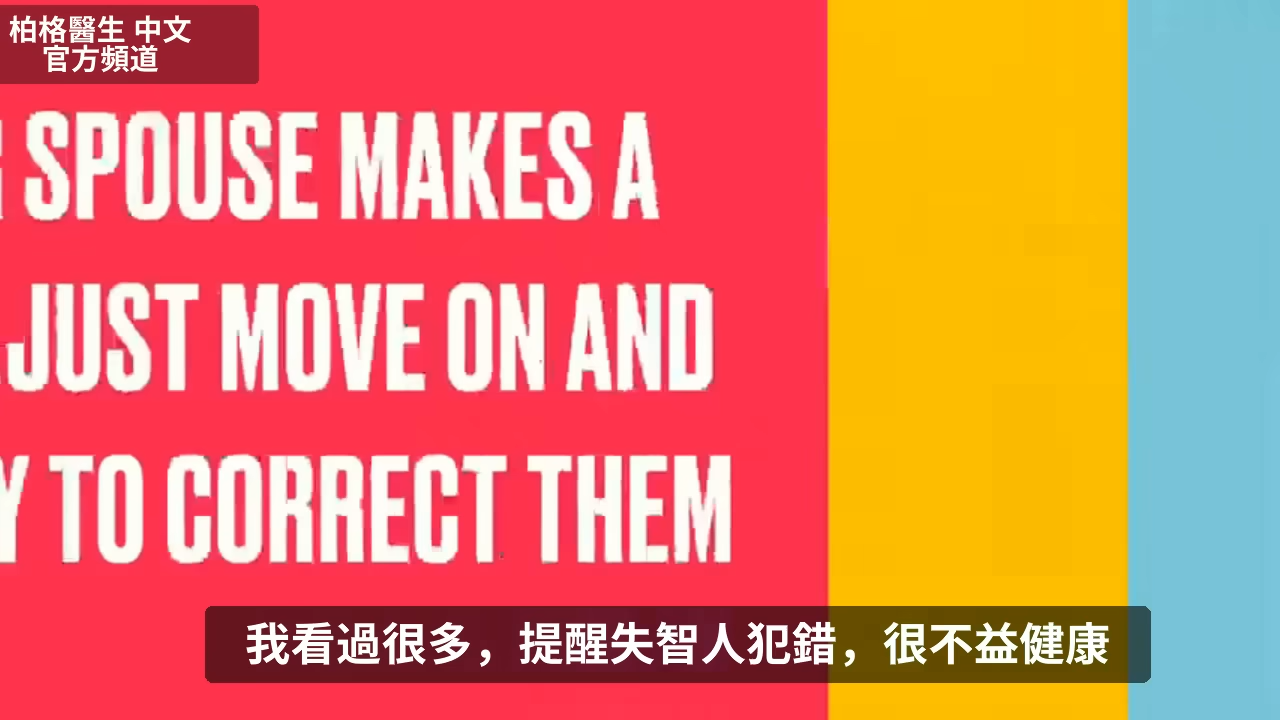 柏格醫生 中文
官方頻道
SPOUSE MAKES A
JUST MOVE ON AND
Y TO CORRECT THEM
我看過很多，提醒失智人犯錯，很不益健康